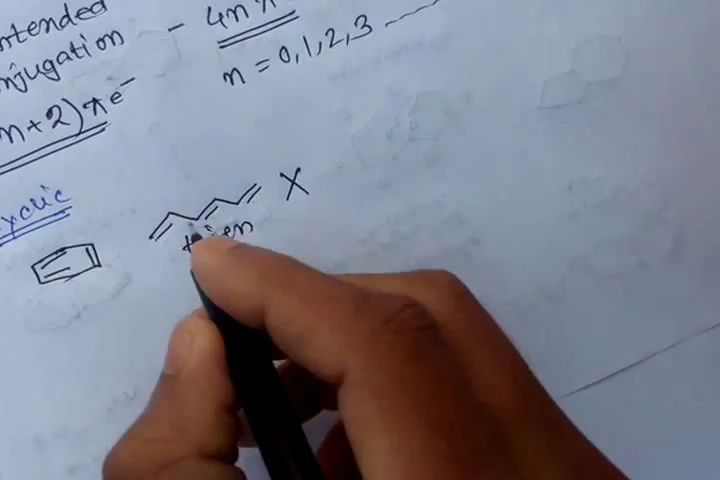 ntended
njugation - 4nπ
n = 0,1,2,3
n+2)πe⁻
yclic
X